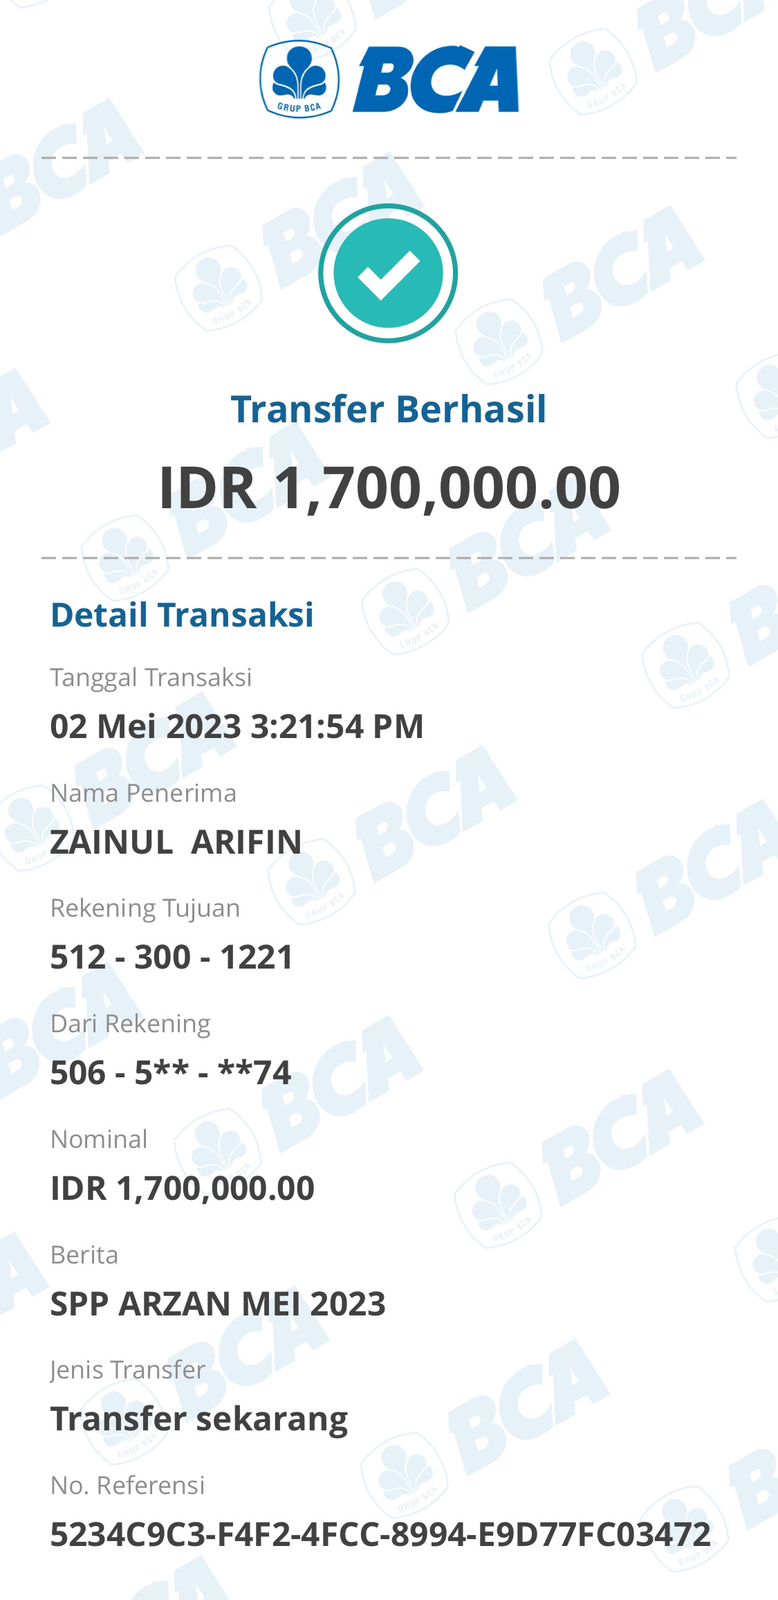 GRUP BCA
BCA
Transfer Berhasil
IDR 1,700,000.00
Detail Transaksi
Tanggal Transaksi
02 Mei 2023 3:21:54 PM
Nama Penerima
ZAINUL  ARIFIN
Rekening Tujuan
512 - 300 - 1221
Dari Rekening
506 - 5** - **74
Nominal
IDR 1,700,000.00
Berita
SPP ARZAN MEI 2023
Jenis Transfer
Transfer sekarang
No. Referensi
5234C9C3-F4F2-4FCC-8994-E9D77FC03472